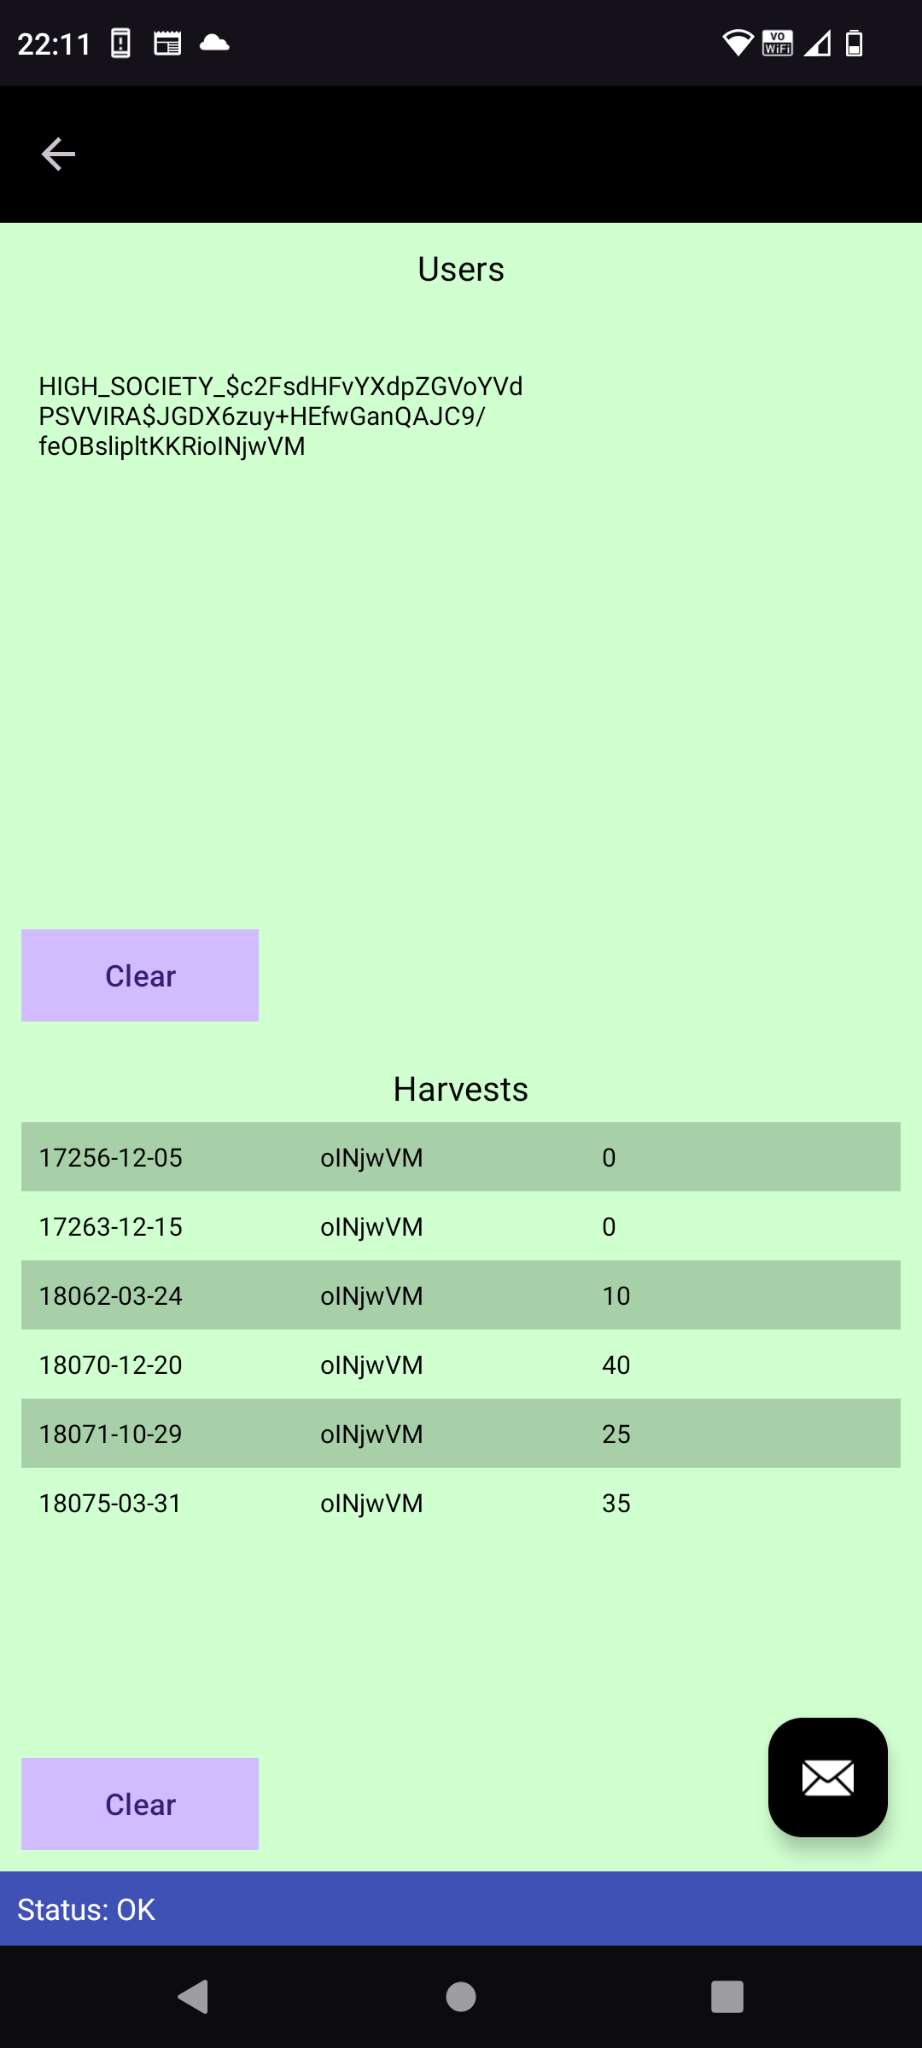 22:11
VO
WiFi
Users
HIGH_SOCIETY_$c2FsdHFvYXdpZGVoYVd
PSVVIRA$JGDX6zuy+HEfwGanQAJC9/
feOBslipltKKRioINjwVM
Clear
Harvests
17256-12-05 oINjwVM 0
17263-12-15 oINjwVM 0
18062-03-24 oINjwVM 10
18070-12-20 oINjwVM 40
18071-10-29 oINjwVM 25
18075-03-31 oINjwVM 35
Clear
Status: OK